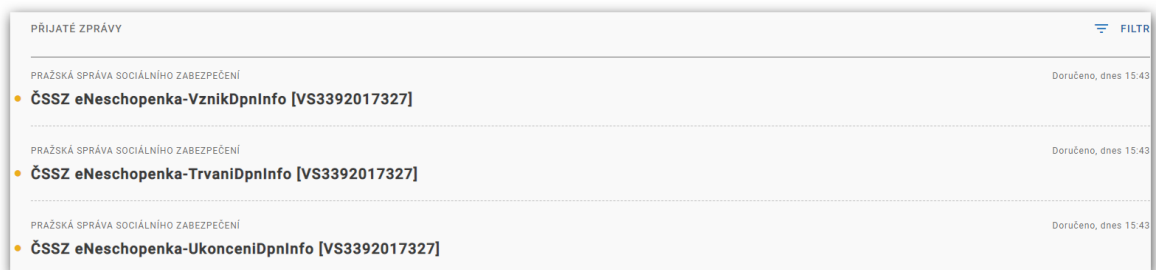 PŘIJATÉ ZPRÁVY FILTR
PRAŽSKÁ SPRÁVA SOCIÁLNÍHO ZABEZPEČENÍ Doručeno, dnes 15:43
ČSSZ eNeschopenka-VznikDpnInfo [VS3392017327]
PRAŽSKÁ SPRÁVA SOCIÁLNÍHO ZABEZPEČENÍ Doručeno, dnes 15:43
ČSSZ eNeschopenka-TrvaniDpnInfo [VS3392017327]
PRAŽSKÁ SPRÁVA SOCIÁLNÍHO ZABEZPEČENÍ Doručeno, dnes 15:43
ČSSZ eNeschopenka-UkonceniDpnInfo [VS3392017327]